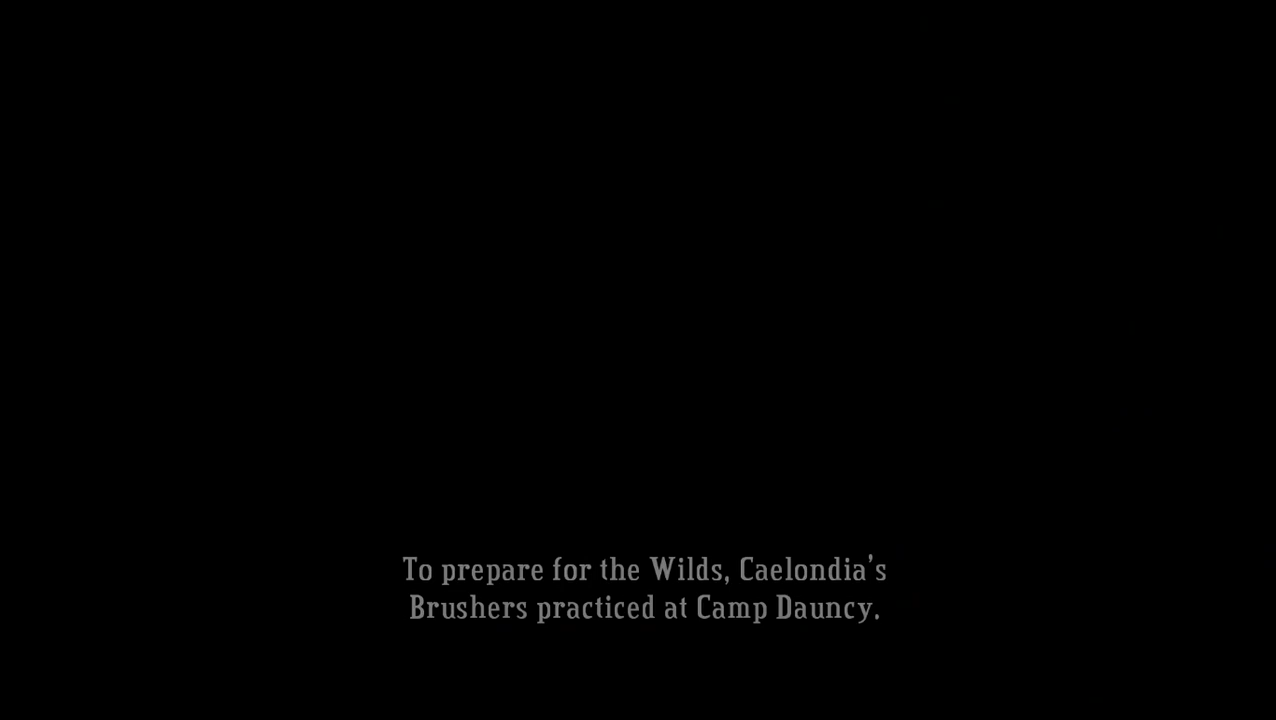 To prepare for the Wilds, Caelondia's
Brushers practiced at Camp Dauncy.